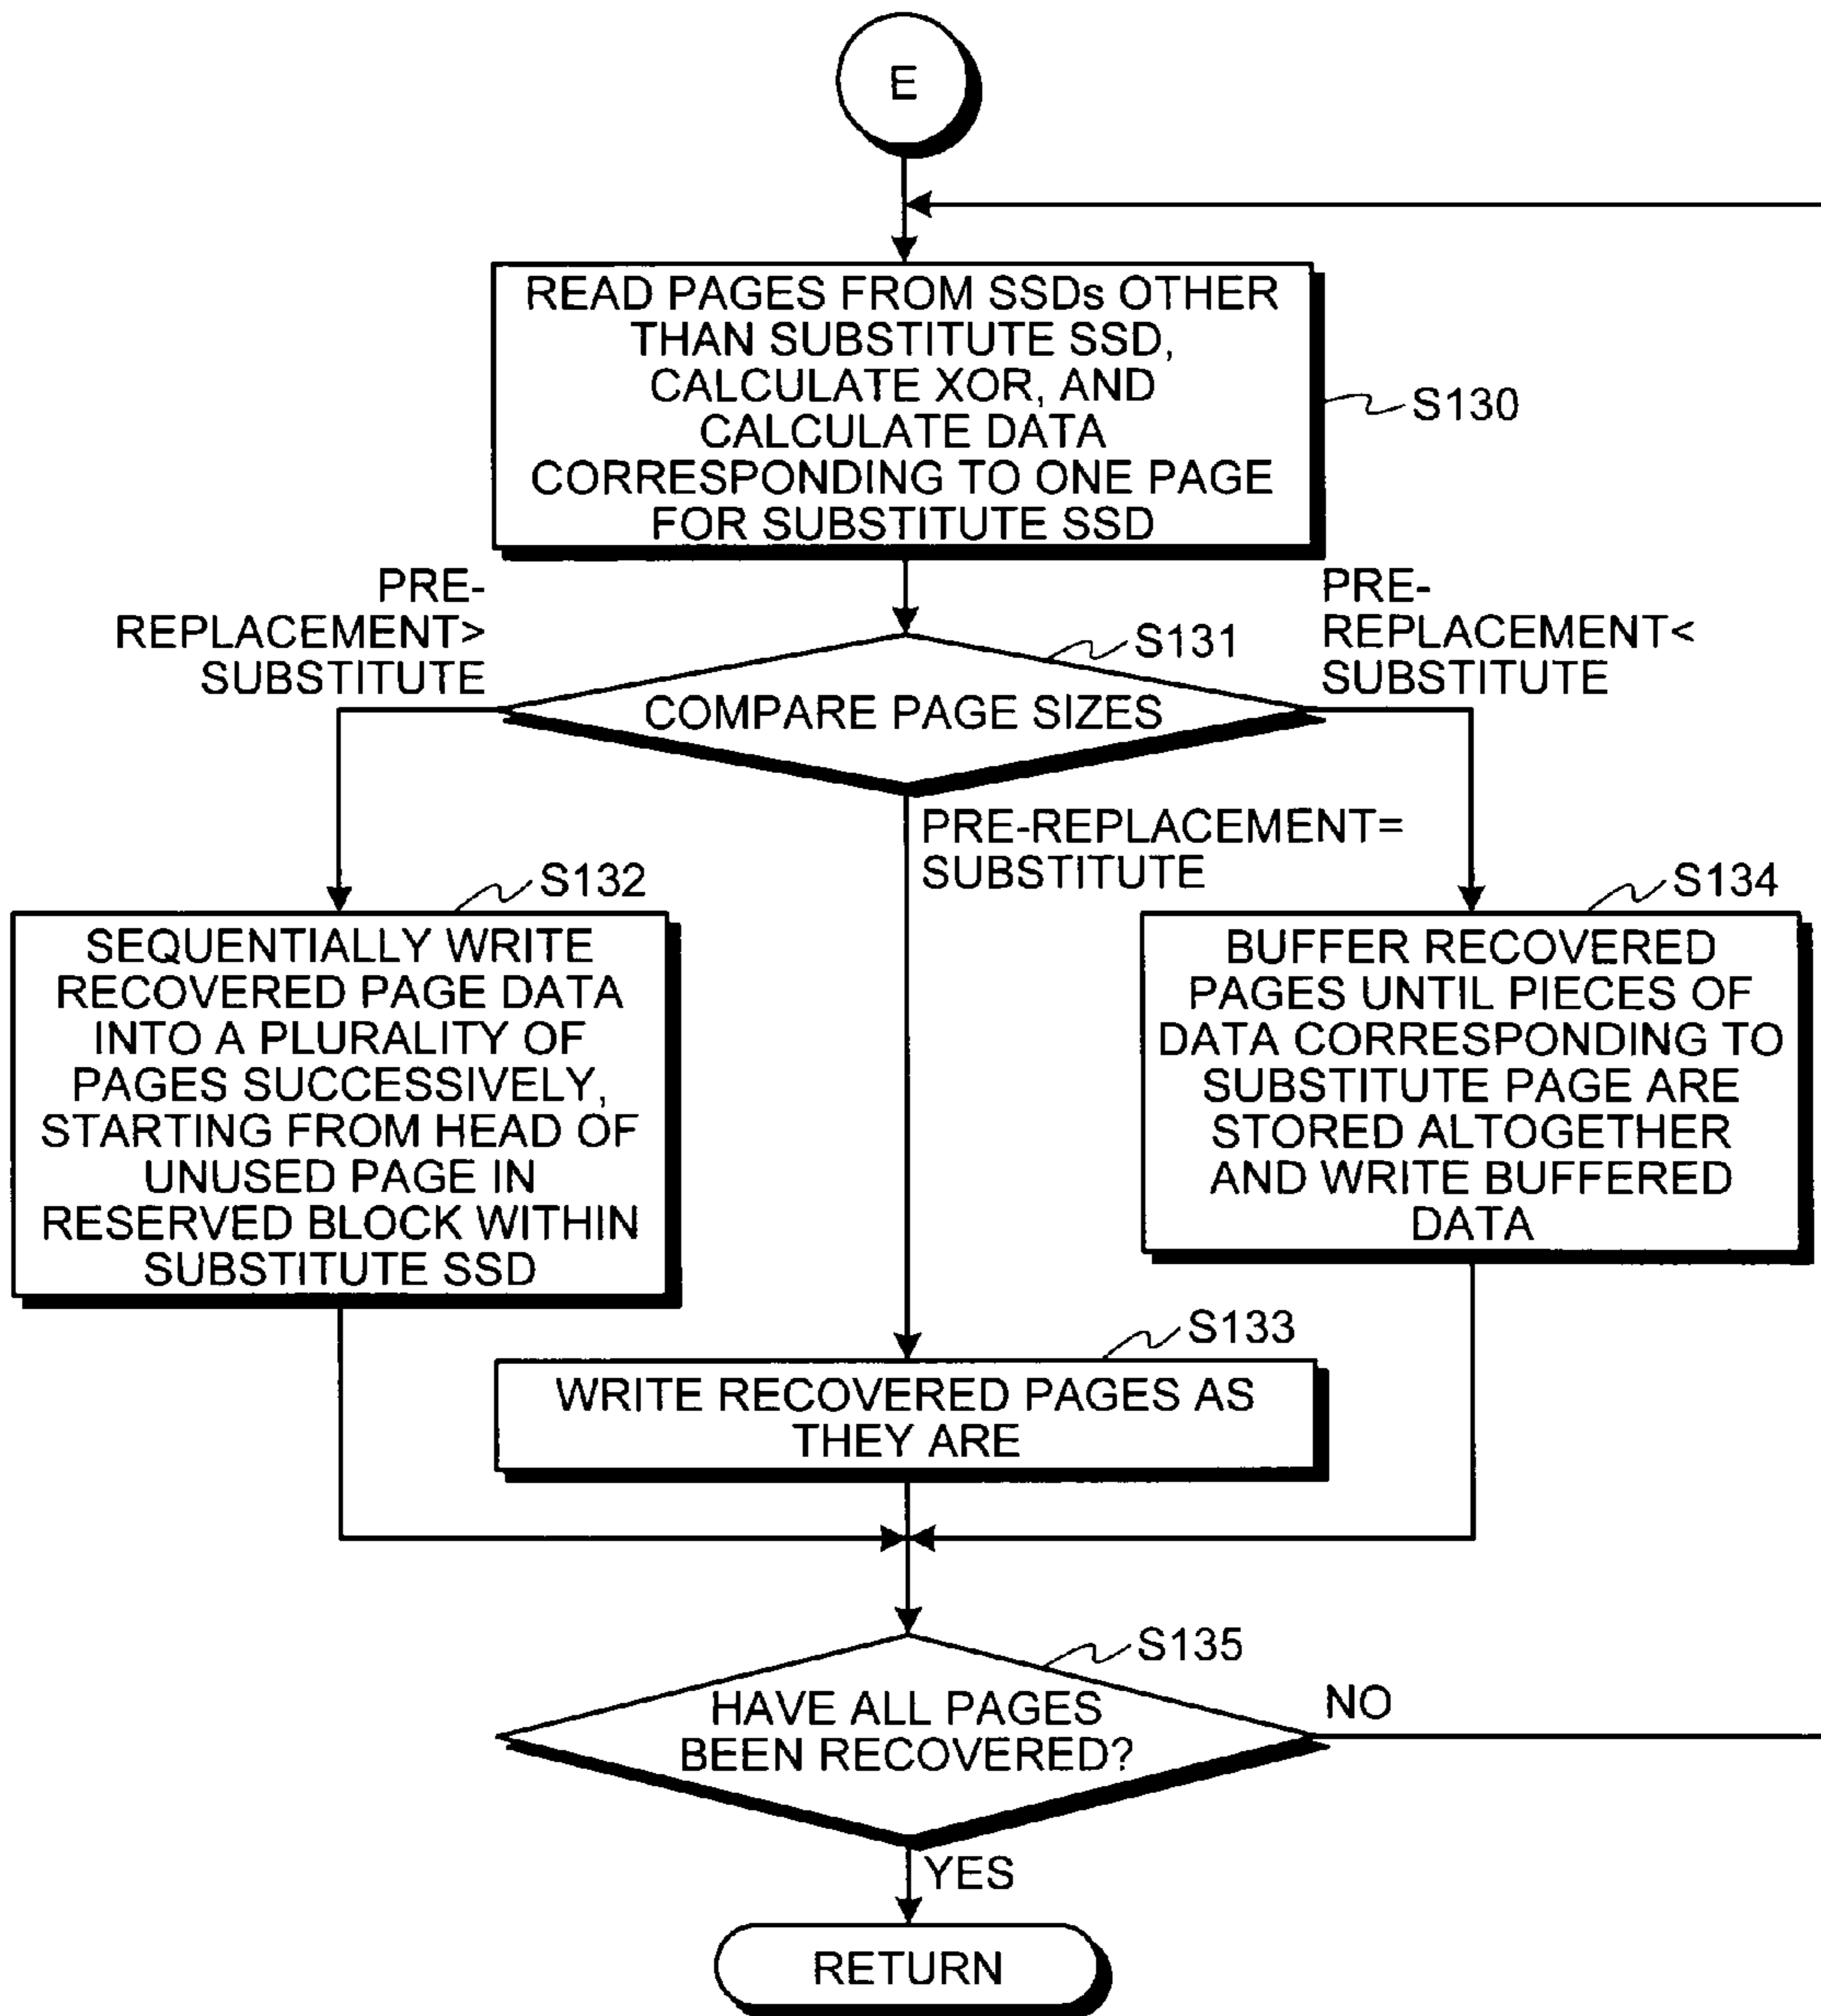 E
READ PAGES FROM SSDs OTHER
THAN SUBSTITUTE SSD,
CALCULATE XOR, AND
CALCULATE DATA
CORRESPONDING TO ONE PAGE
FOR SUBSTITUTE SSD
S130
PRE-
REPLACEMENT>
SUBSTITUTE
PRE-
REPLACEMENT<
SUBSTITUTE
S131
COMPARE PAGE SIZES
PRE-REPLACEMENT=
SUBSTITUTE
S132
SEQUENTIALLY WRITE
RECOVERED PAGE DATA
INTO A PLURALITY OF
PAGES SUCCESSIVELY,
STARTING FROM HEAD OF
UNUSED PAGE IN
RESERVED BLOCK WITHIN
SUBSTITUTE SSD
S134
BUFFER RECOVERED
PAGES UNTIL PIECES OF
DATA CORRESPONDING TO
SUBSTITUTE PAGE ARE
STORED ALTOGETHER
AND WRITE BUFFERED
DATA
S133
WRITE RECOVERED PAGES AS
THEY ARE
S135
HAVE ALL PAGES
BEEN RECOVERED?
NO
YES
RETURN